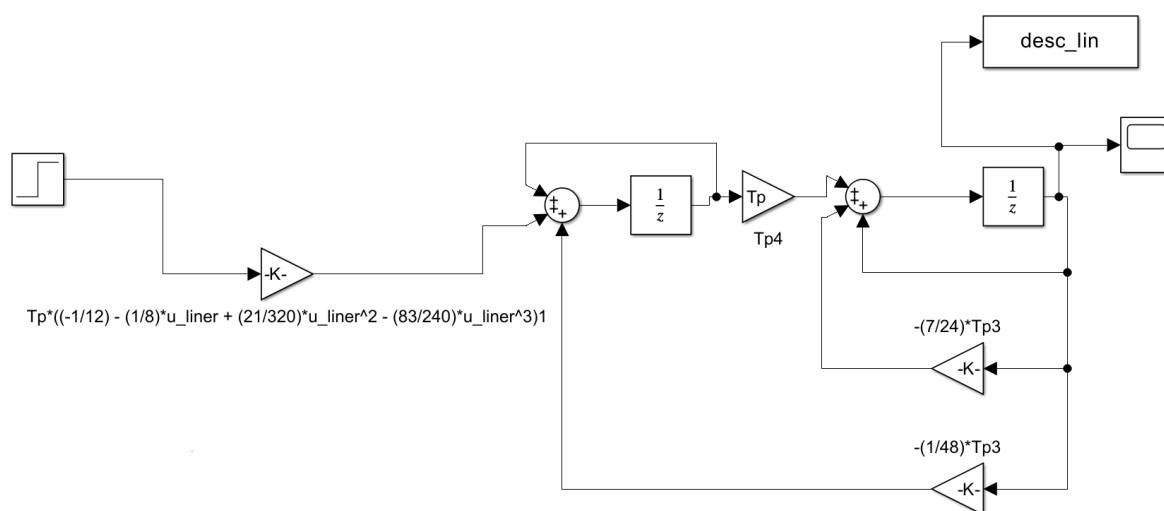 desc_lin
1
z
1
z
Tp
Tp4
-K-
Tp*((-1/12) - (1/8)*u_liner + (21/320)*u_liner^2 - (83/240)*u_liner^3)1
-(7/24)*Tp3
-K-
-(1/48)*Tp3
-K-